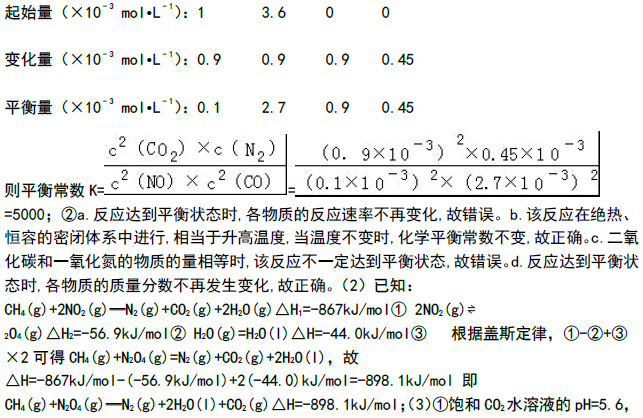 起始量（×10⁻³ mol•L⁻¹）：1 3.6 0 0
变化量（×10⁻³ mol•L⁻¹）：0.9 0.9 0.9 0.45
平衡量（×10⁻³ mol•L⁻¹）：0.1 2.7 0.9 0.45
c²（CO₂）×c（N₂） （0.9×10⁻³）²×0.45×10⁻³
则平衡常数 K= =
c²（NO）×c²（CO） （0.1×10⁻³）²×（2.7×10⁻³）²
=5000；②a.反应达到平衡状态时,各物质的反应速率不再变化,故错误。b.该反应在绝热、
恒容的密闭体系中进行,相当于升高温度,当温度不变时,化学平衡常数不变,故正确。c.二氧
化碳和一氧化氮的物质的量相等时,该反应不一定达到平衡状态,故错误。d.反应达到平衡状
态时,各物质的质量分数不再发生变化,故正确。（2）已知：
CH₄(g)+2NO₂(g)━N₂(g)+CO₂(g)+2H₂O(g)△H₁=-867kJ/mol① 2NO₂(g)⇌
₂O₄(g)△H₂=-56.9kJ/mol② H₂O(g)=H₂O(l)△H=-44.0kJ/mol③ 根据盖斯定律，①-②+③
×2可得CH₄(g)+N₂O₄(g)=N₂(g)+CO₂(g)+2H₂O(l)，故
△H=-867kJ/mol-(-56.9kJ/mol)+2(-44.0)kJ/mol=-898.1kJ/mol 即
CH₄(g)+N₂O₄(g)━N₂(g)+2H₂O(l)+CO₂(g)△H=-898.1kJ/mol;(3)①饱和CO₂水溶液的pH=5.6,